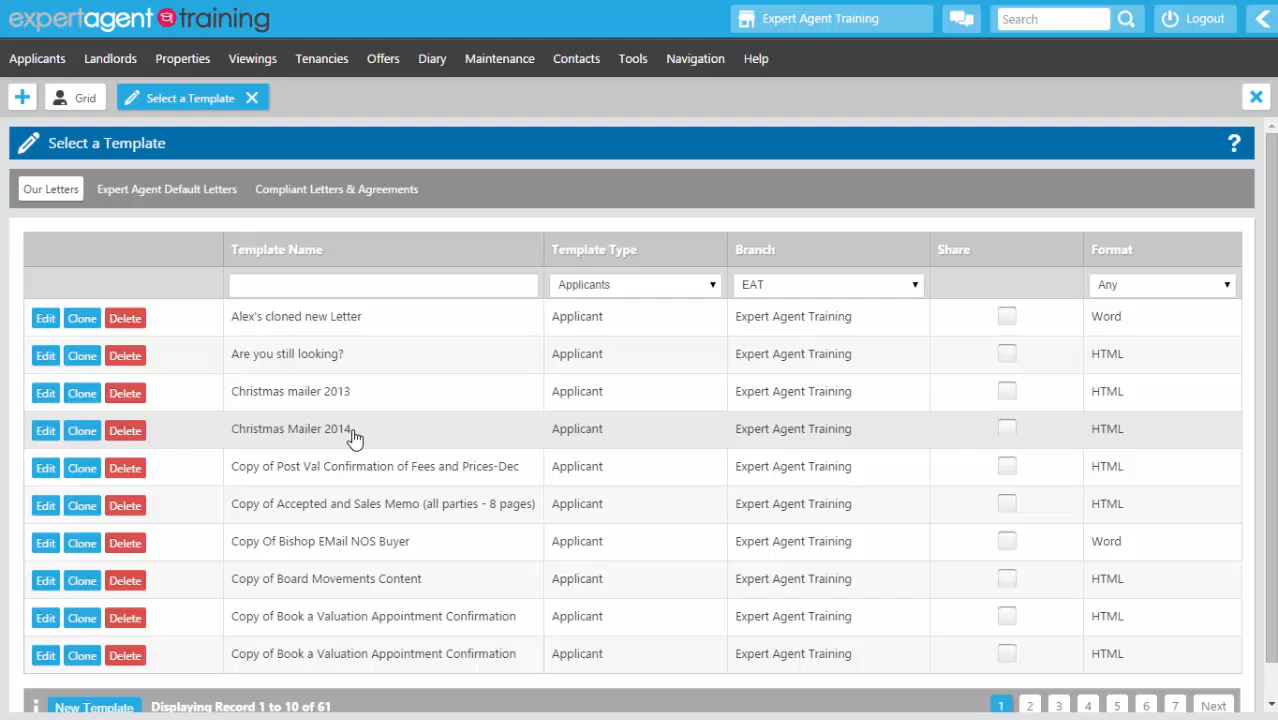 expertagent training Expert Agent Training Search Logout
Applicants Landlords Properties Viewings Tenancies Offers Diary Maintenance Contacts Tools Navigation Help
Grid Select a Template
Select a Template ?
Our Letters Expert Agent Default Letters Compliant Letters & Agreements
Template Name Template Type Branch Share Format
Applicants EAT Any
Edit Clone Delete Alex's cloned new Letter Applicant Expert Agent Training Word
Edit Clone Delete Are you still looking? Applicant Expert Agent Training HTML
Edit Clone Delete Christmas mailer 2013 Applicant Expert Agent Training HTML
Edit Clone Delete Christmas Mailer 2014 Applicant Expert Agent Training HTML
Edit Clone Delete Copy of Post Val Confirmation of Fees and Prices-Dec Applicant Expert Agent Training HTML
Edit Clone Delete Copy of Accepted and Sales Memo (all parties - 8 pages) Applicant Expert Agent Training HTML
Edit Clone Delete Copy Of Bishop EMail NOS Buyer Applicant Expert Agent Training Word
Edit Clone Delete Copy of Board Movements Content Applicant Expert Agent Training HTML
Edit Clone Delete Copy of Book a Valuation Appointment Confirmation Applicant Expert Agent Training HTML
Edit Clone Delete Copy of Book a Valuation Appointment Confirmation Applicant Expert Agent Training HTML
New Template Displaying Record 1 to 10 of 61 1 2 3 4 5 6 7 Next